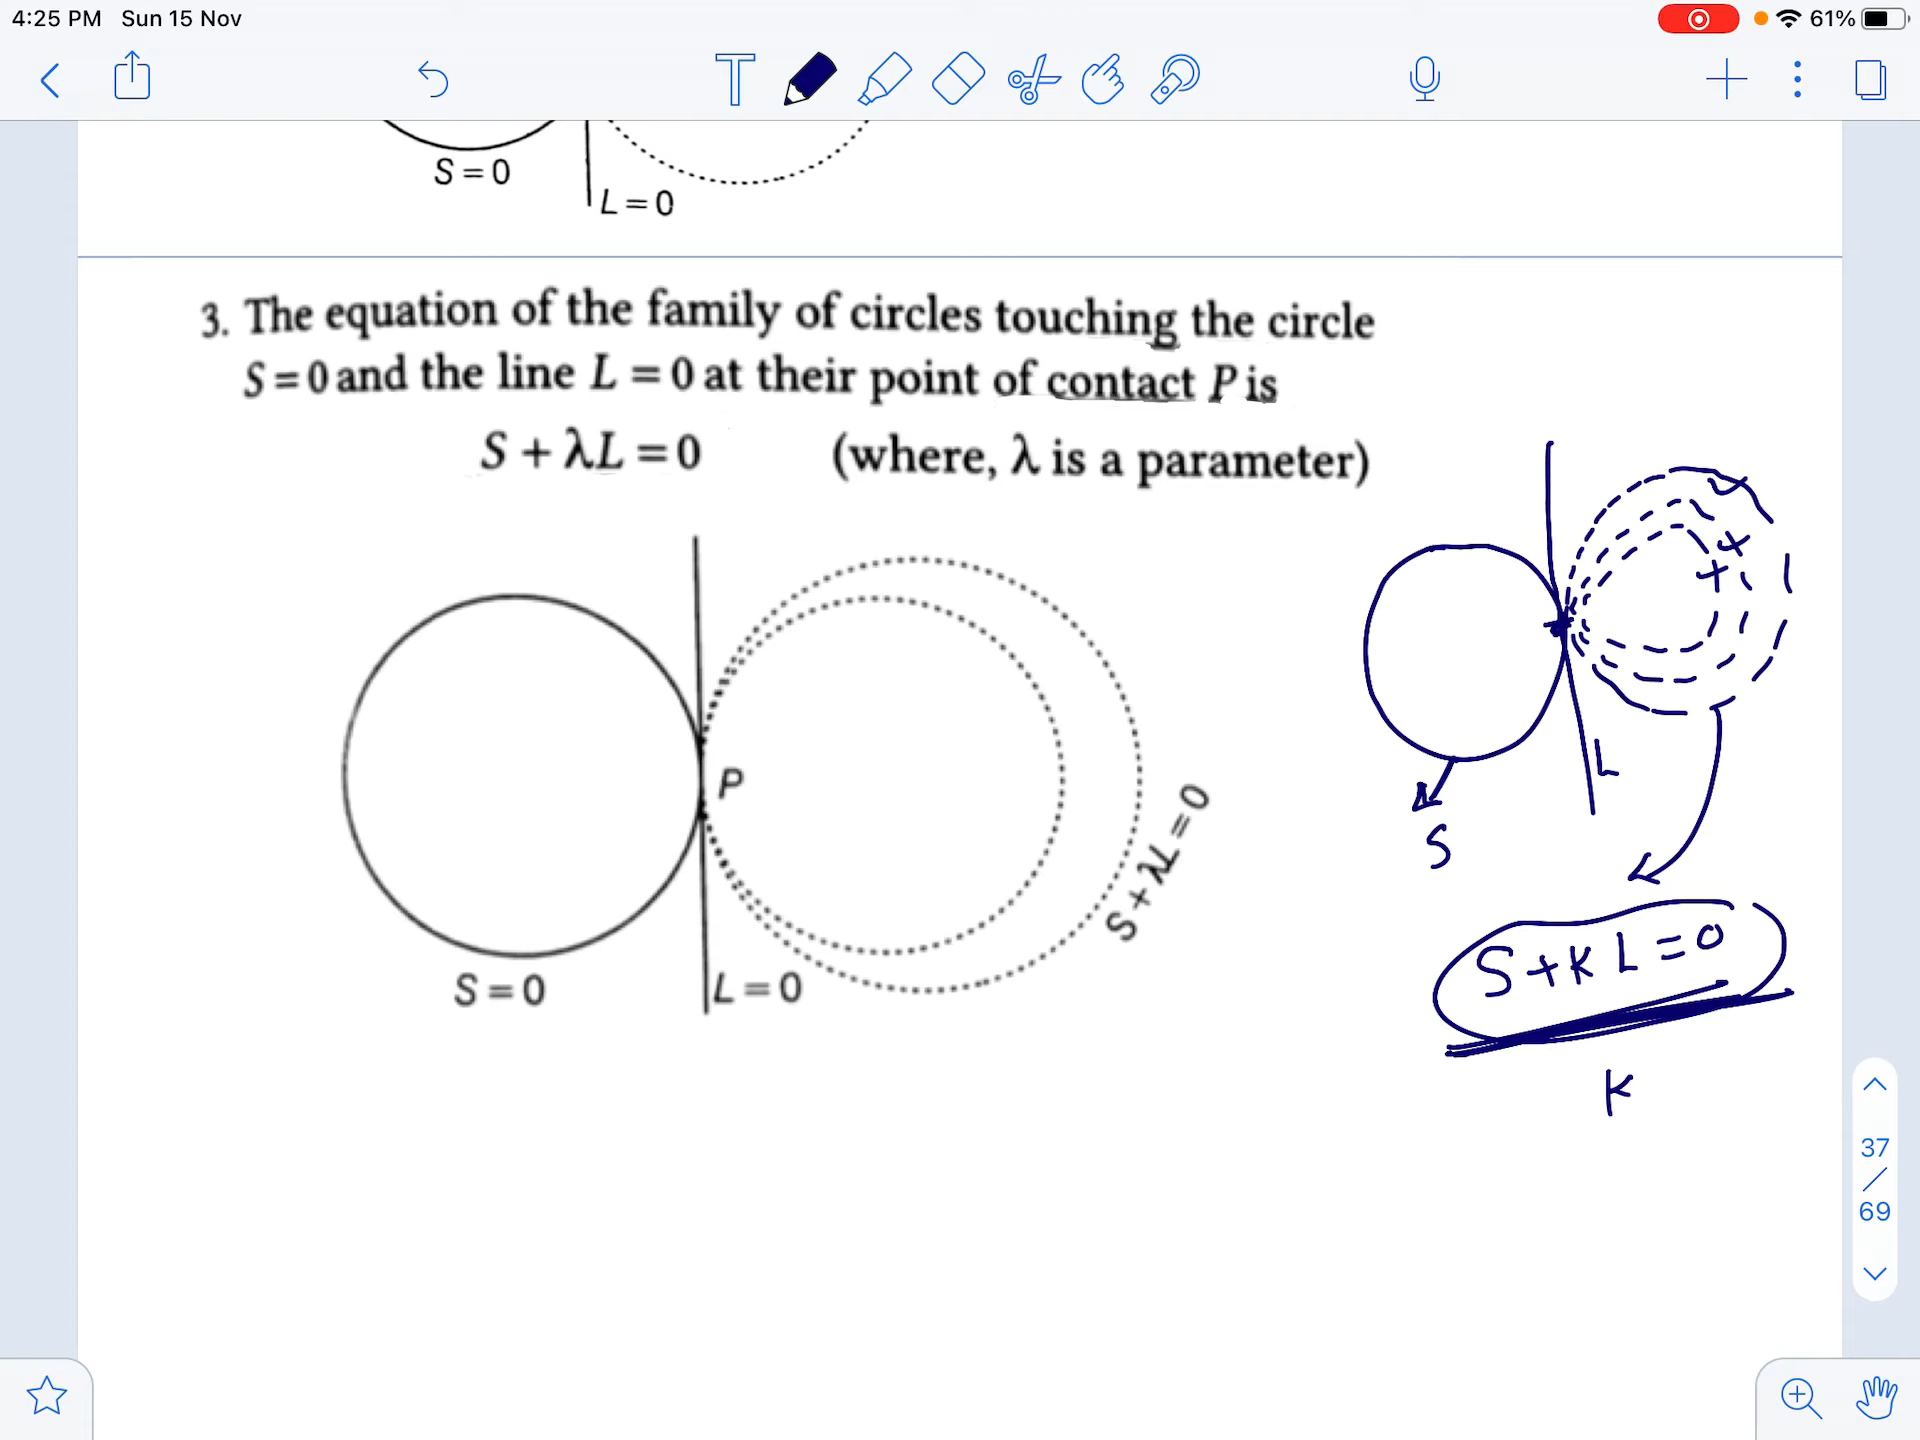 4:25 PM Sun 15 Nov
61%
T
S = 0
L = 0
3. The equation of the family of circles touching the circle
S = 0 and the line L = 0 at their point of contact P is
S + λL = 0 (where, λ is a parameter)
P
S + λL = 0
S = 0
L = 0
L
S
S + K L = 0
K
37
/
69